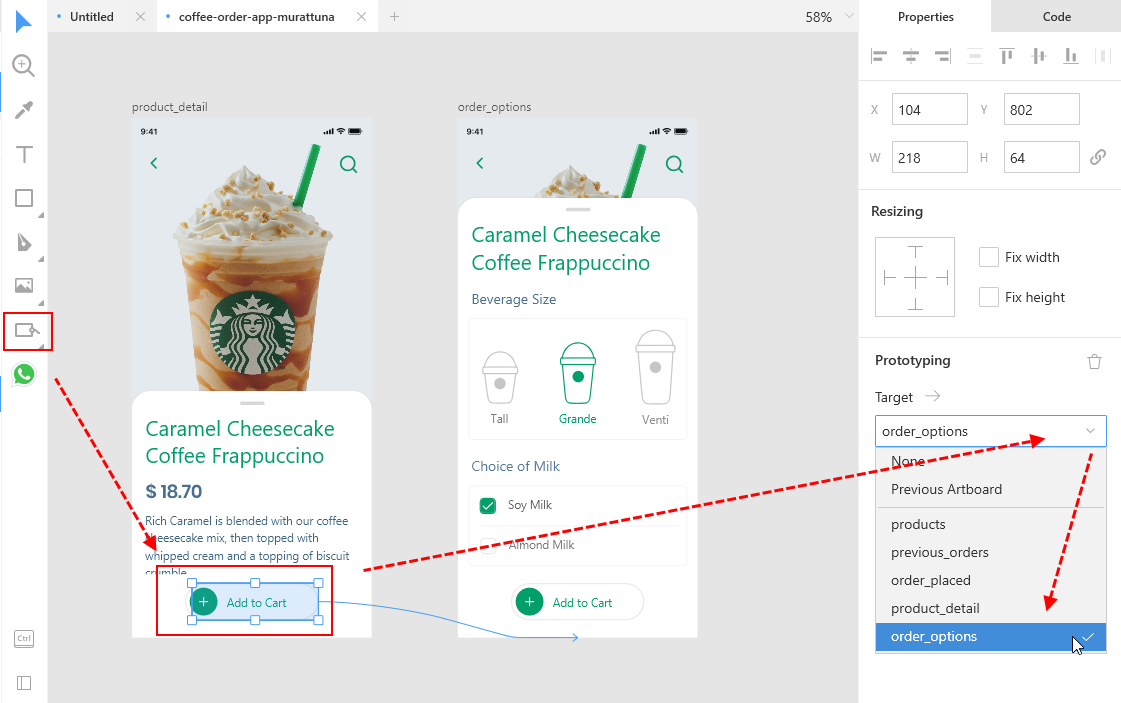 Untitled
coffee-order-app-murattuna
58%
Properties
Code
product_detail
order_options
9:41
9:41
X
104
Y
802
W
218
H
64
Resizing
Fix width
Fix height
Caramel Cheesecake
Coffee Frappuccino
Beverage Size
Tall
Grande
Venti
Choice of Milk
Soy Milk
Almond Milk
Add to Cart
Caramel Cheesecake
Coffee Frappuccino
$ 18.70
Rich Caramel is blended with our coffee
cheesecake mix, then topped with
whipped cream and a topping of biscuit
crumble
Add to Cart
Prototyping
Target
order_options
None
Previous Artboard
products
previous_orders
order_placed
product_detail
order_options
Ctrl